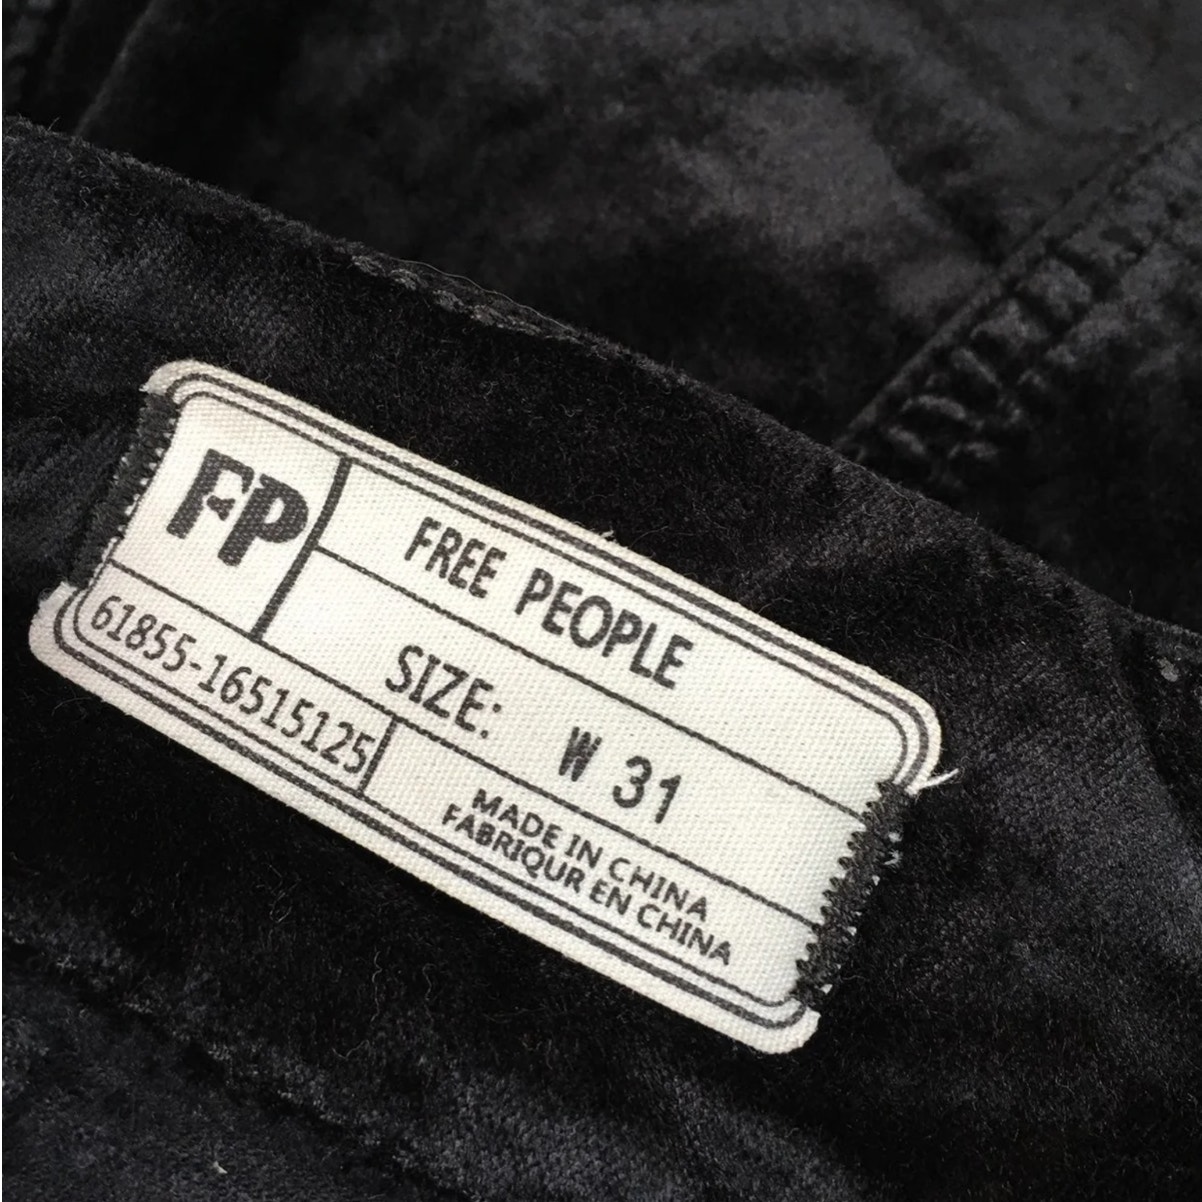 FP
FREE PEOPLE
SIZE: W 31
61855-16515125
MADE IN CHINA
FABRIQUR EN CHINA